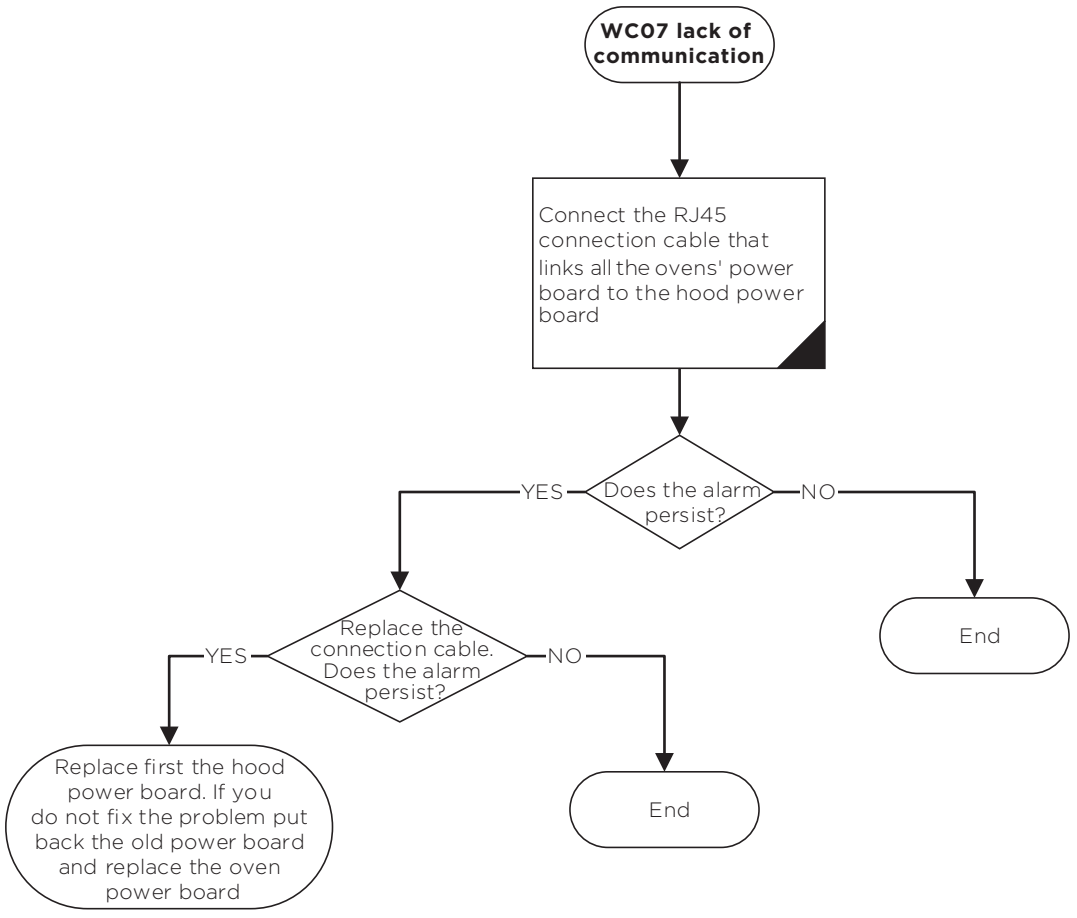 WC07 lack of
communication
Connect the RJ45
connection cable that
links all the ovens' power
board to the hood power
board
Does the alarm
persist?
YES
NO
End
Replace the
connection cable.
Does the alarm
persist?
YES
NO
End
Replace first the hood
power board. If you
do not fix the problem put
back the old power board
and replace the oven
power board